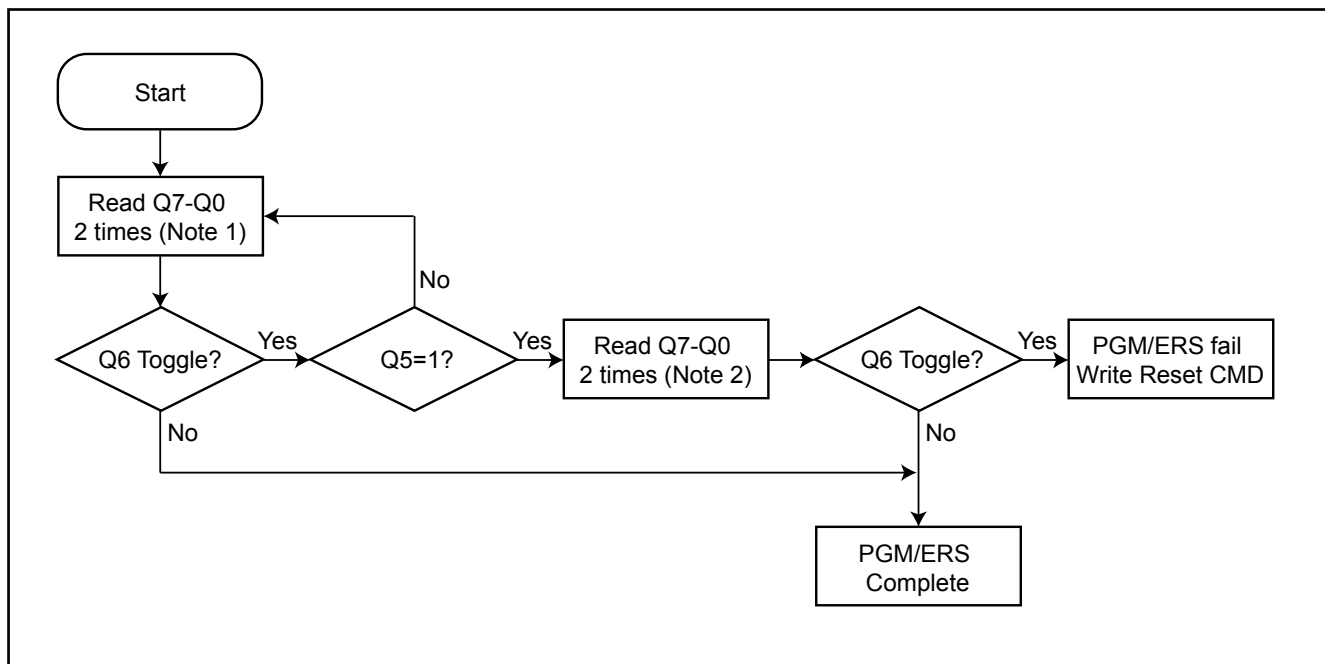 Start
Read Q7-Q0
2 times (Note 1)
No
Q6 Toggle?
Yes
Q5=1?
Yes
Read Q7-Q0
2 times (Note 2)
Q6 Toggle?
Yes
PGM/ERS fail
Write Reset CMD
No
No
PGM/ERS
Complete